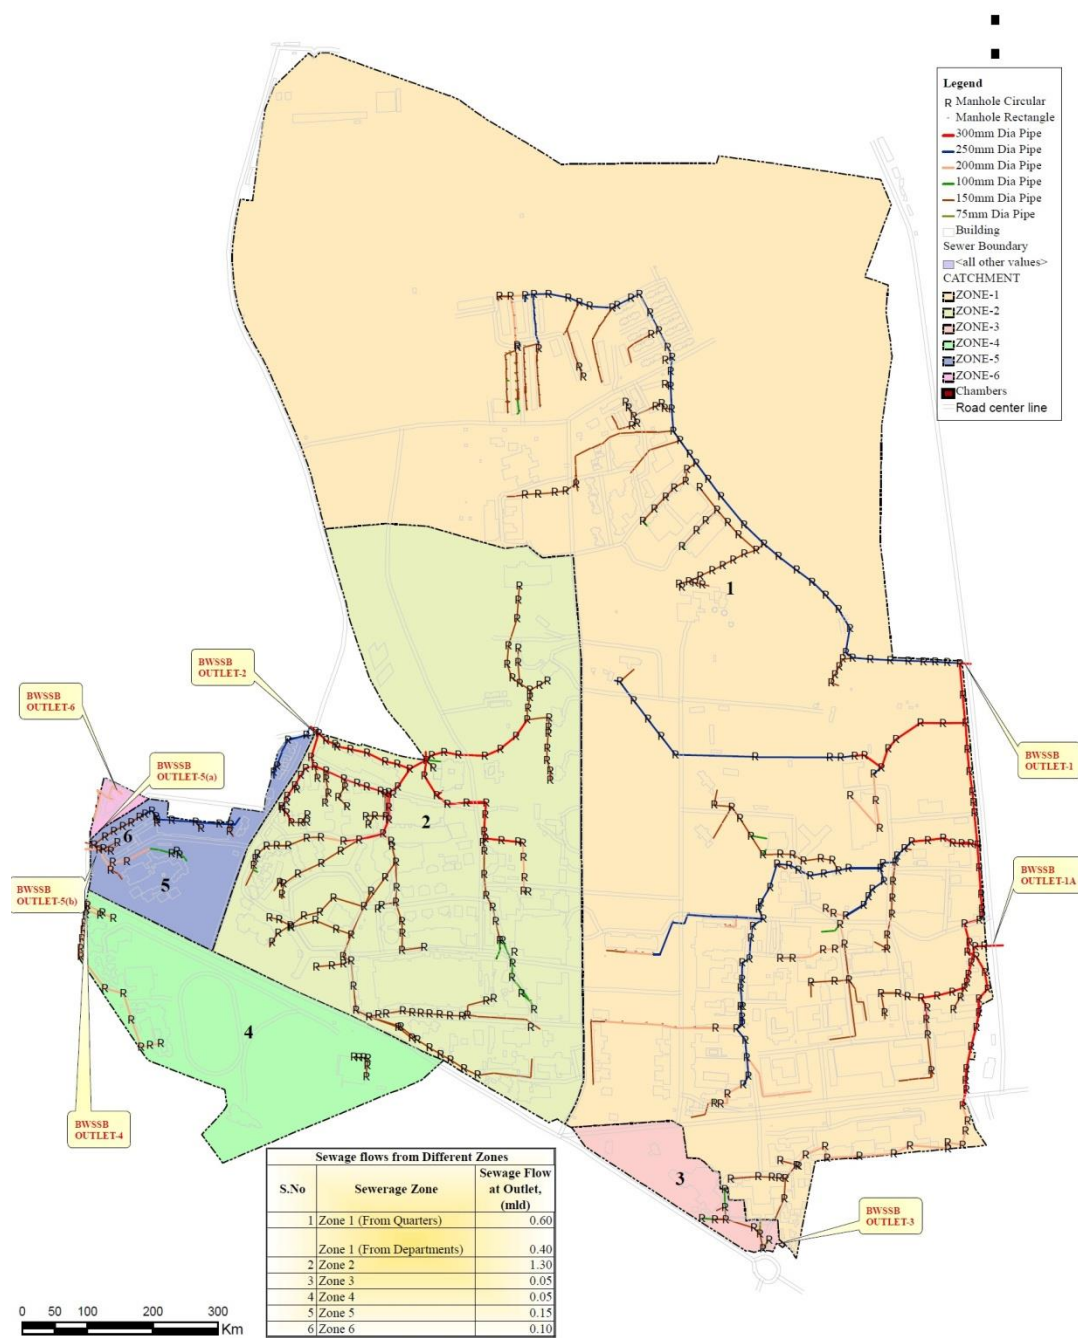 Legend
R Manhole Circular
Manhole Rectangle
300mm Dia Pipe
250mm Dia Pipe
200mm Dia Pipe
100mm Dia Pipe
150mm Dia Pipe
75mm Dia Pipe
Building
Sewer Boundary
<all other values>
CATCHMENT
ZONE-1
ZONE-2
ZONE-3
ZONE-4
ZONE-5
ZONE-6
Chambers
Road center line
1
BWSSB
OUTLET-2
BWSSB
OUTLET-6
BWSSB
OUTLET-5(a)
BWSSB
OUTLET-1
2
6
5
BWSSB
OUTLET-5(b)
BWSSB
OUTLET-1A
4
BWSSB
OUTLET-4
3
BWSSB
OUTLET-3
Sewage flows from Different Zones
S.No Sewerage Zone Sewage Flow at Outlet, (mld)
1 Zone 1 (From Quarters) 0.60
Zone 1 (From Departments) 0.40
2 Zone 2 1.30
3 Zone 3 0.05
4 Zone 4 0.05
5 Zone 5 0.15
6 Zone 6 0.10
0 50 100 200 300
Km